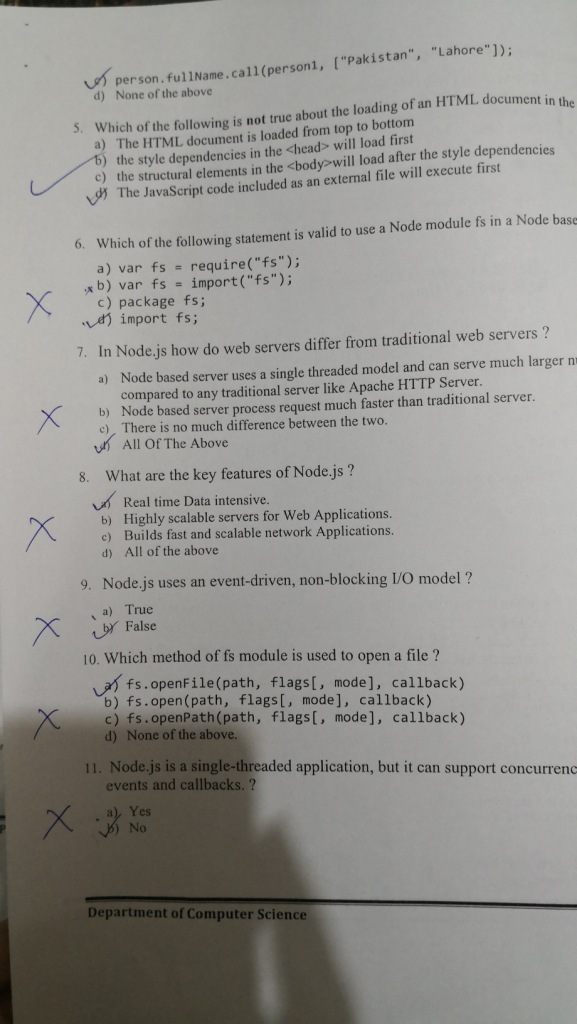 c) person.fullName.call(person1, ["Pakistan", "Lahore"]);
d) None of the above
5. Which of the following is not true about the loading of an HTML document in the
a) The HTML document is loaded from top to bottom
b) the style dependencies in the <head> will load first
c) the structural elements in the <body>will load after the style dependencies
d) The JavaScript code included as an external file will execute first
6. Which of the following statement is valid to use a Node module fs in a Node base
a) var fs = require("fs");
b) var fs = import("fs");
c) package fs;
d) import fs;
7. In Node.js how do web servers differ from traditional web servers ?
a) Node based server uses a single threaded model and can serve much larger
compared to any traditional server like Apache HTTP Server.
b) Node based server process request much faster than traditional server.
c) There is no much difference between the two.
d) All Of The Above
8. What are the key features of Node.js ?
a) Real time Data intensive.
b) Highly scalable servers for Web Applications.
c) Builds fast and scalable network Applications.
d) All of the above
9. Node.js uses an event-driven, non-blocking I/O model ?
a) True
b) False
10. Which method of fs module is used to open a file ?
a) fs.openFile(path, flags[, mode], callback)
b) fs.open(path, flags[, mode], callback)
c) fs.openPath(path, flags[, mode], callback)
d) None of the above.
11. Node.js is a single-threaded application, but it can support concurrenc
events and callbacks. ?
a) Yes
b) No
Department of Computer Science